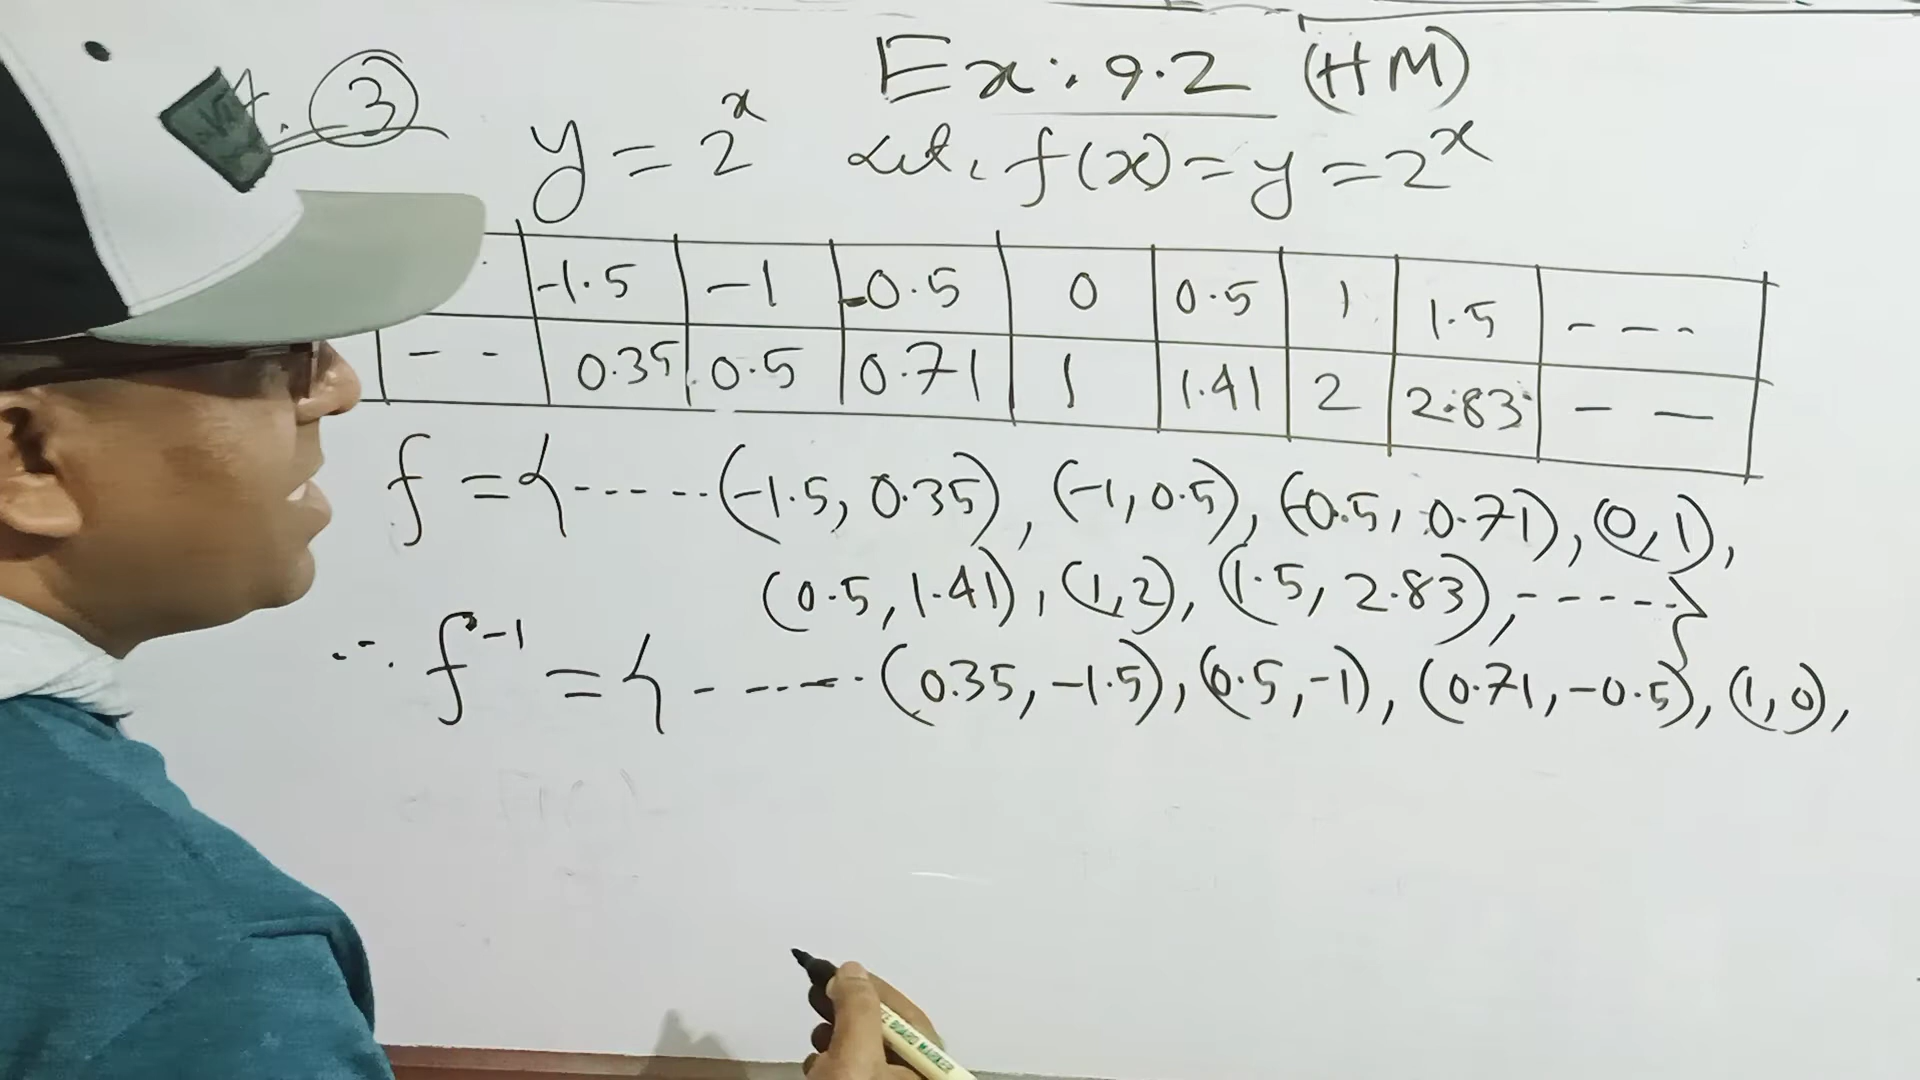 Ex:. 9.2 (HM)
3
y = 2^x Let, f(x) = y = 2^x
-1.5 -1 -0.5 0 0.5 1 1.5 ---
-- 0.35 0.5 0.71 1 1.41 2 2.83 --
f = { ------ (-1.5, 0.35), (-1, 0.5), (-0.5, 0.71), (0, 1),
(0.5, 1.41), (1, 2), (1.5, 2.83), ----- }
∴ f^-1 = { ------ (0.35, -1.5), (0.5, -1), (0.71, -0.5), (1, 0),